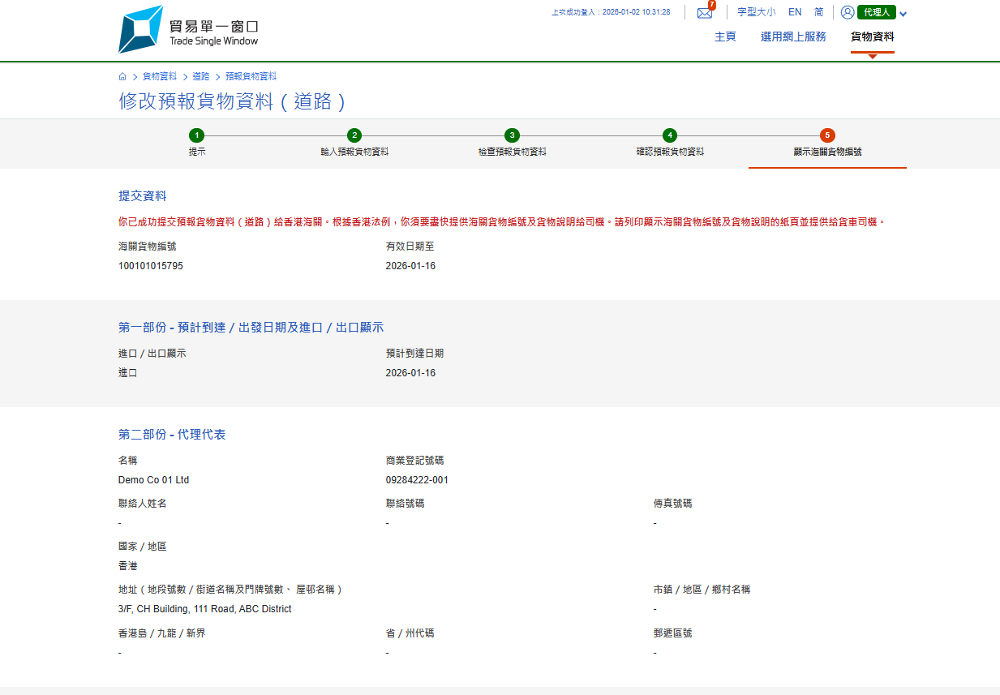 貿易單一窗口
Trade Single Window
上次成功登入：2026-01-02 10:31:28
7
字型大小 EN 简
代理人
主頁 選用網上服務 貨物資料
貨物資料 > 道路 > 預報貨物資料
修改預報貨物資料 ( 道路 )
1 2 3 4 5
提示 輸入預報貨物資料 檢查預報貨物資料 確認預報貨物資料 顯示海關貨物編號
提交資料
你已成功提交預報貨物資料 ( 道路 ) 給香港海關。根據香港法例，你須要盡快提供海關貨物編號及貨物說明給司機。請列印顯示海關貨物編號及貨物說明的紙頁並提供給貨車司機。
海關貨物編號 有效日期至
100101015795 2026-01-16
第一部份 - 預計到達 / 出發日期及進口 / 出口顯示
進口 / 出口顯示 預計到達日期
進口 2026-01-16
第二部份 - 代理代表
名稱 商業登記號碼
Demo Co 01 Ltd 09284222-001
聯絡人姓名 聯絡號碼 傳真號碼
- - -
國家 / 地區
香港
地址 ( 地段號數 / 街道名稱及門牌號數、 屋邨名稱 ) 市鎮 / 地區 / 鄉村名稱
3/F, CH Building, 111 Road, ABC District -
香港島 / 九龍 / 新界 省 / 州代碼 郵遞區號
- - -